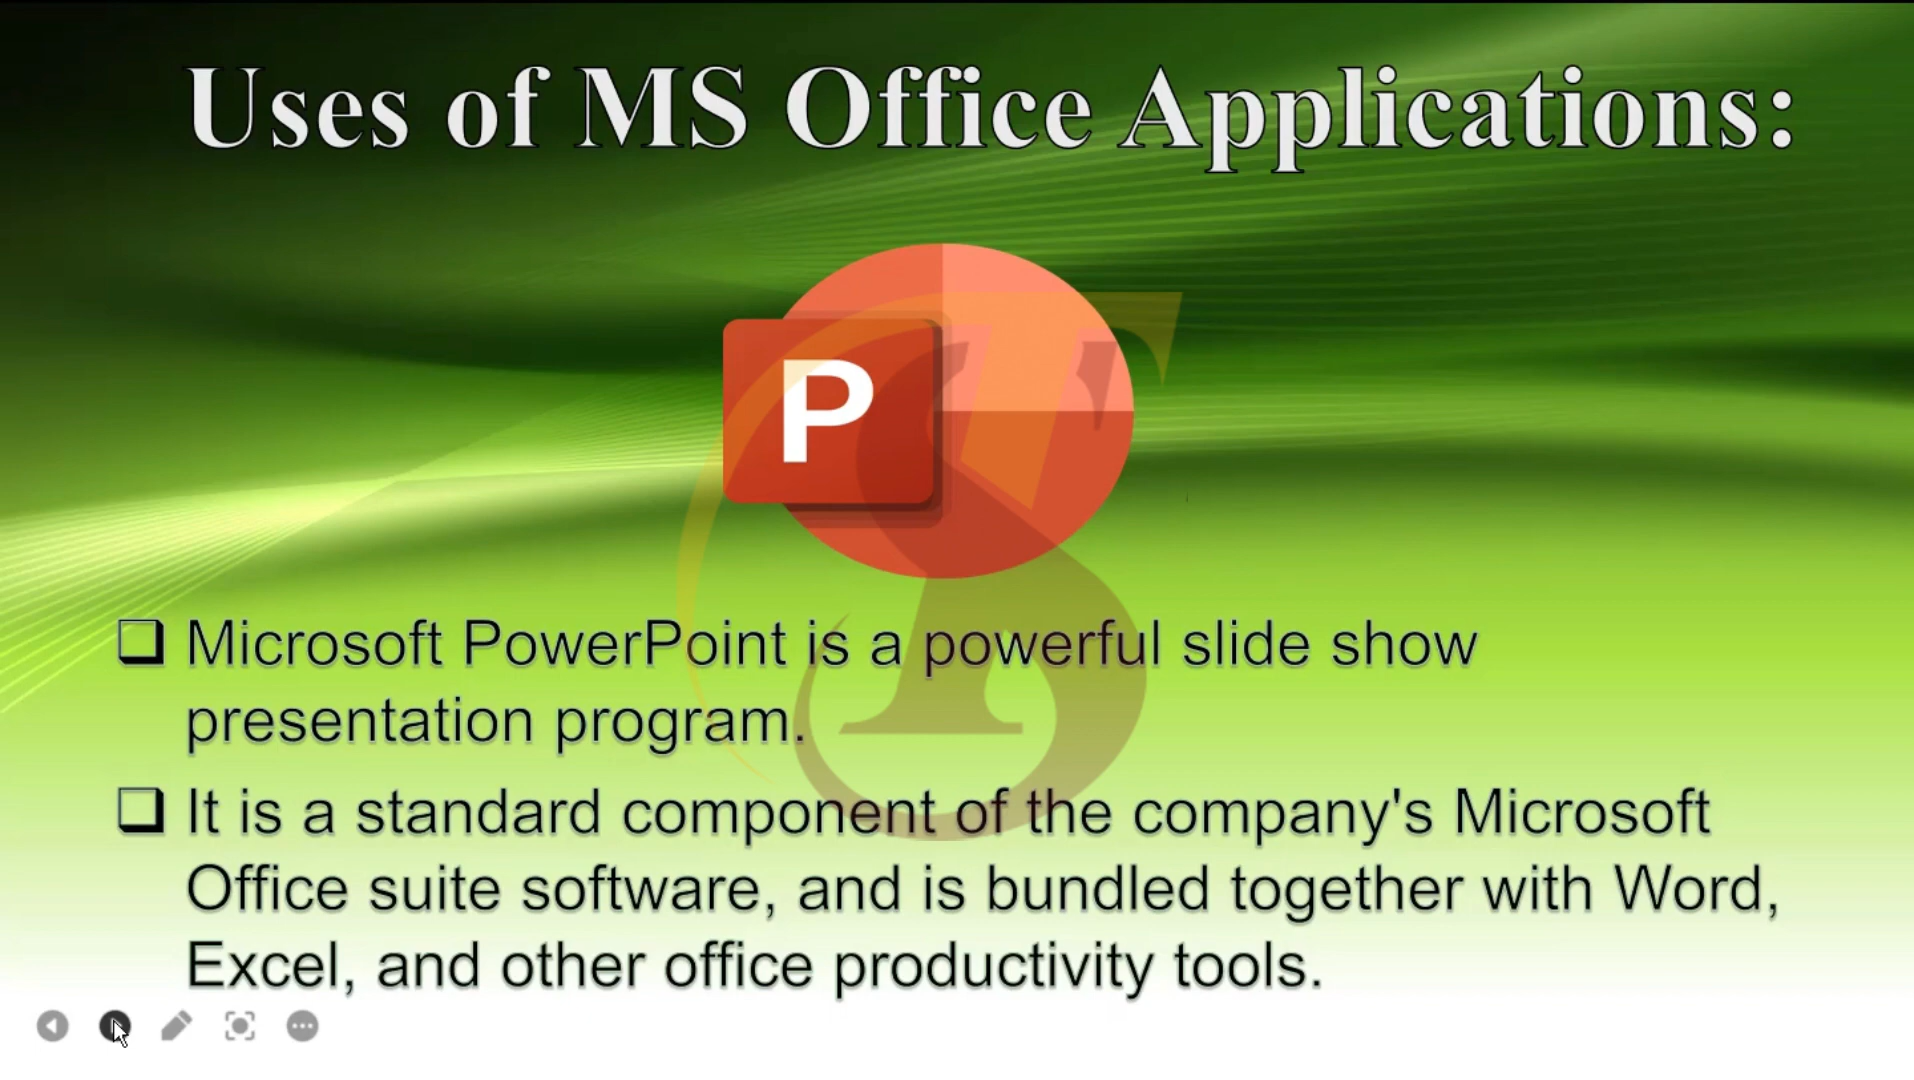 Uses of MS Office Applications:
P
Microsoft PowerPoint is a powerful slide show
presentation program.
It is a standard component of the company's Microsoft
Office suite software, and is bundled together with Word,
Excel, and other office productivity tools.